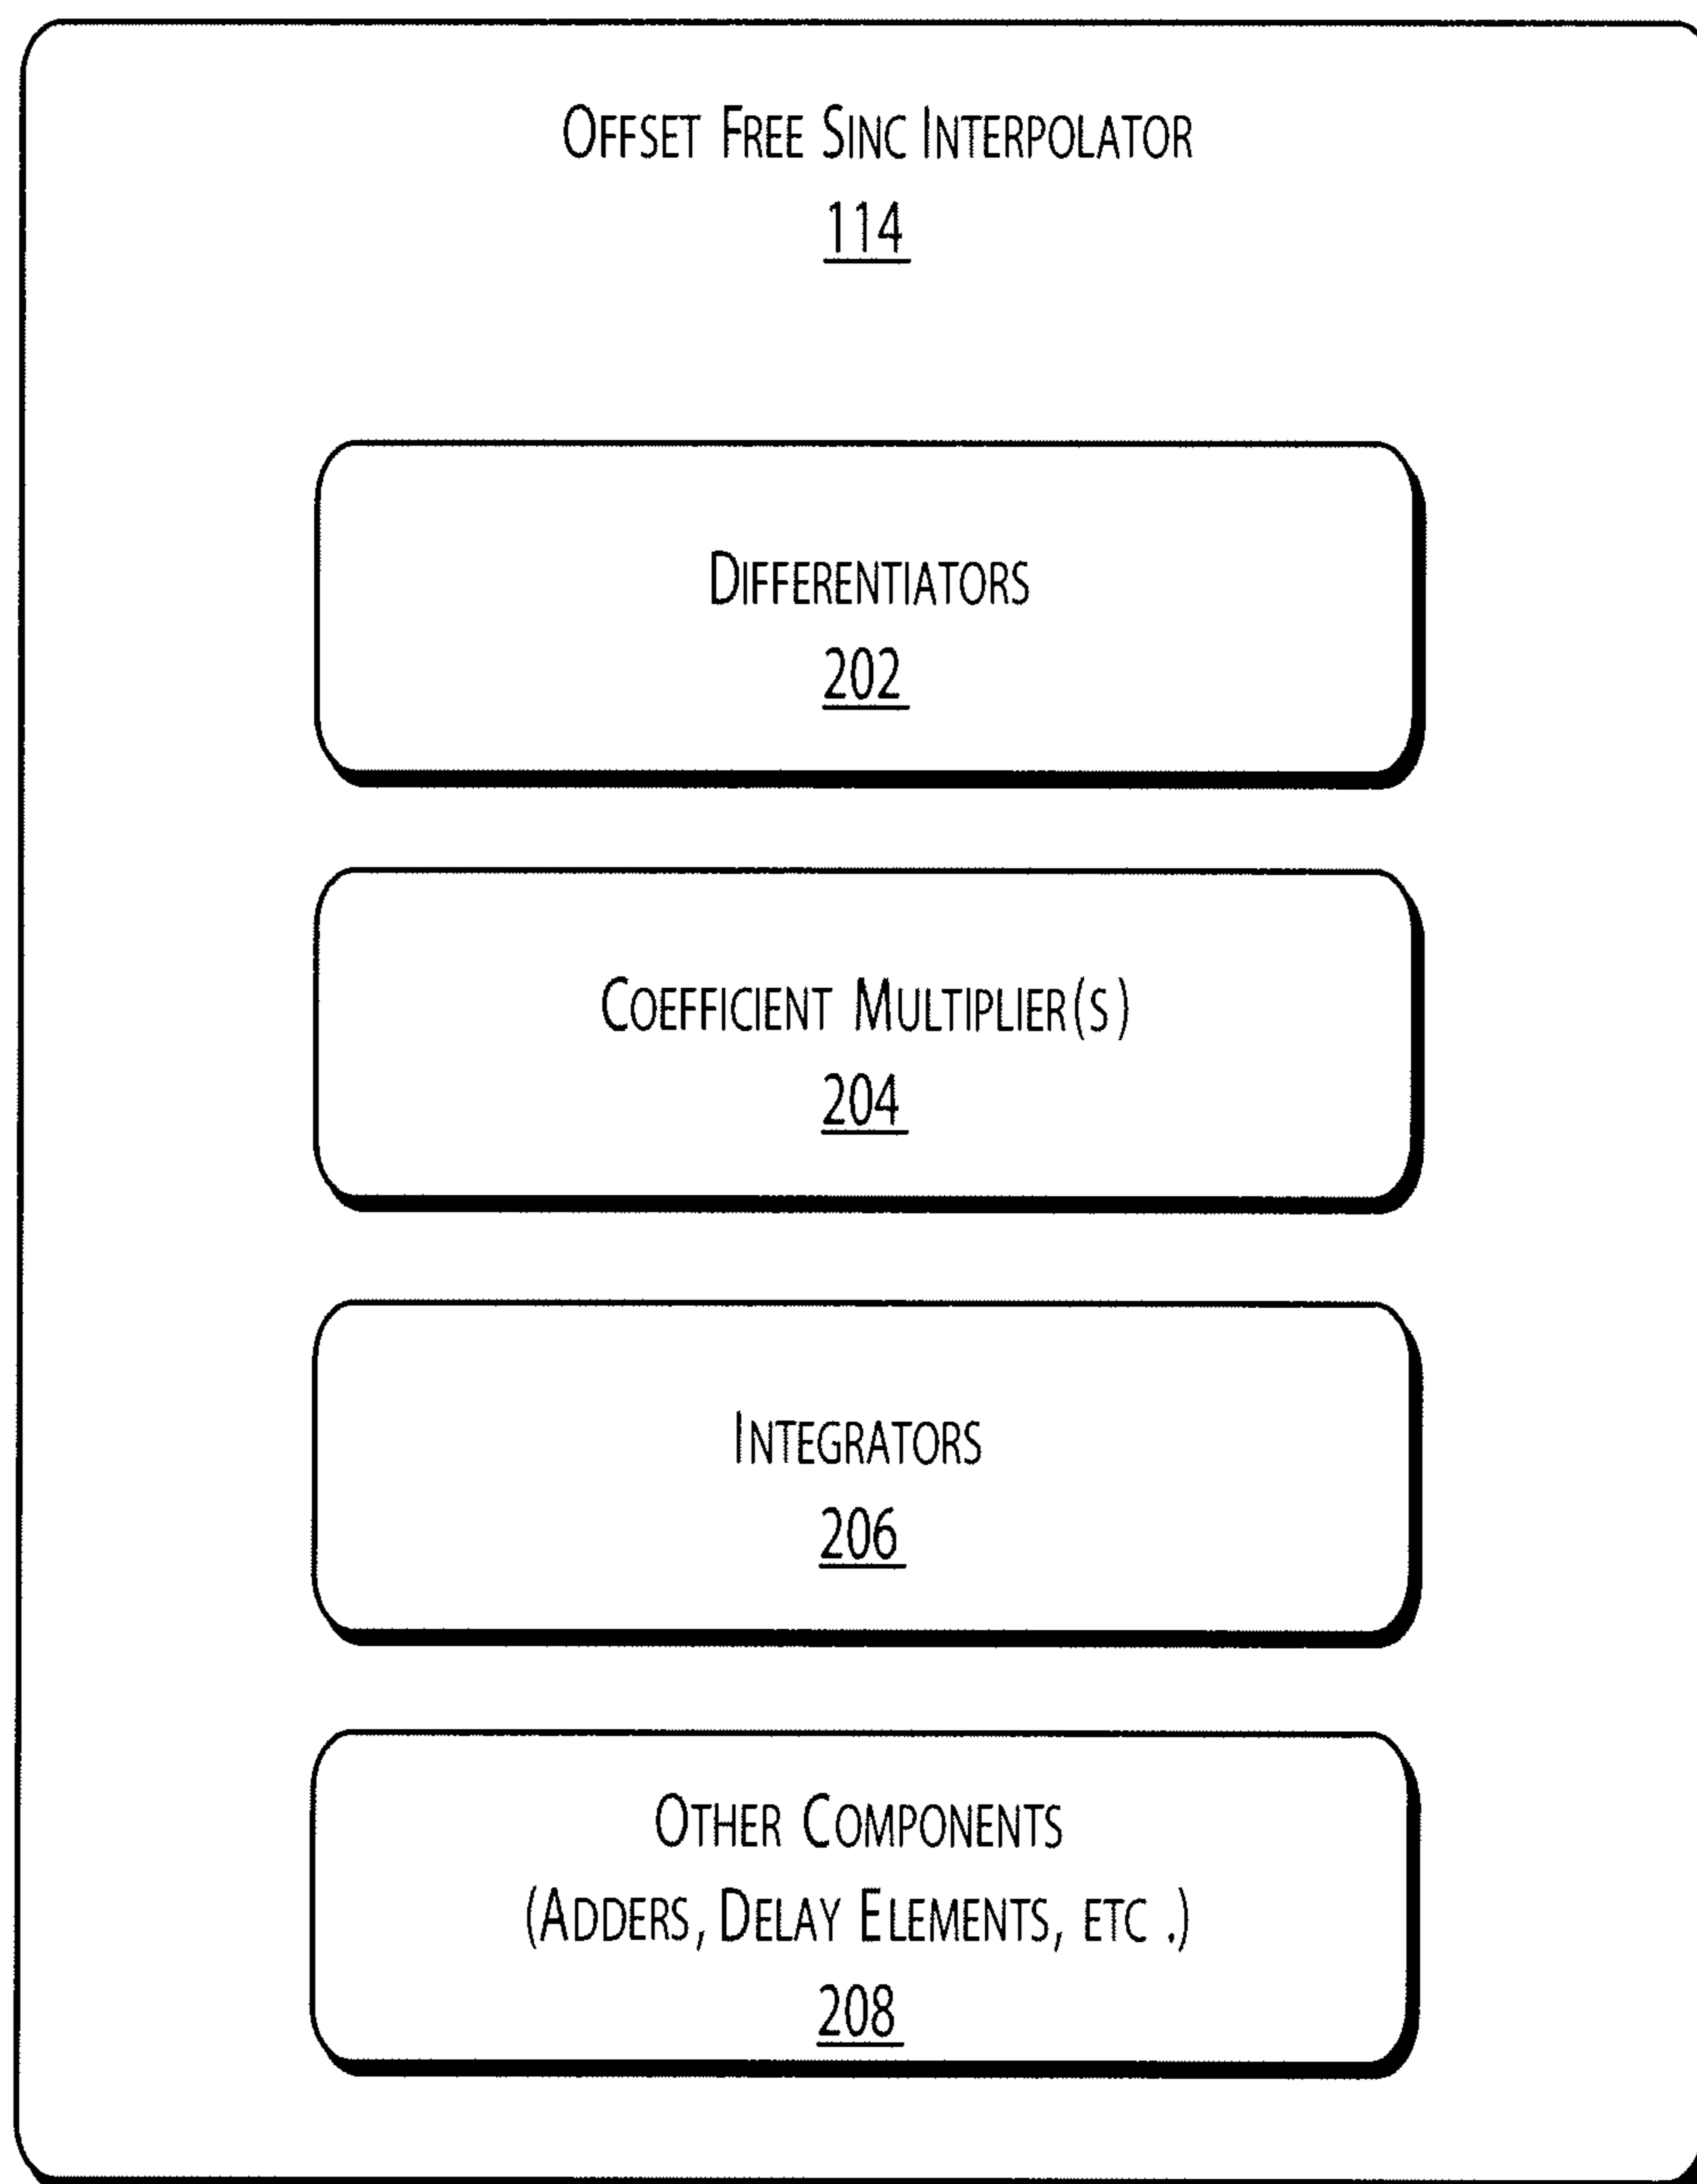 OFFSET FREE SINC INTERPOLATOR
114
DIFFERENTIATORS
202
COEFFICIENT MULTIPLIER(S)
204
INTEGRATORS
206
OTHER COMPONENTS
(ADDERS, DELAY ELEMENTS, ETC.)
208